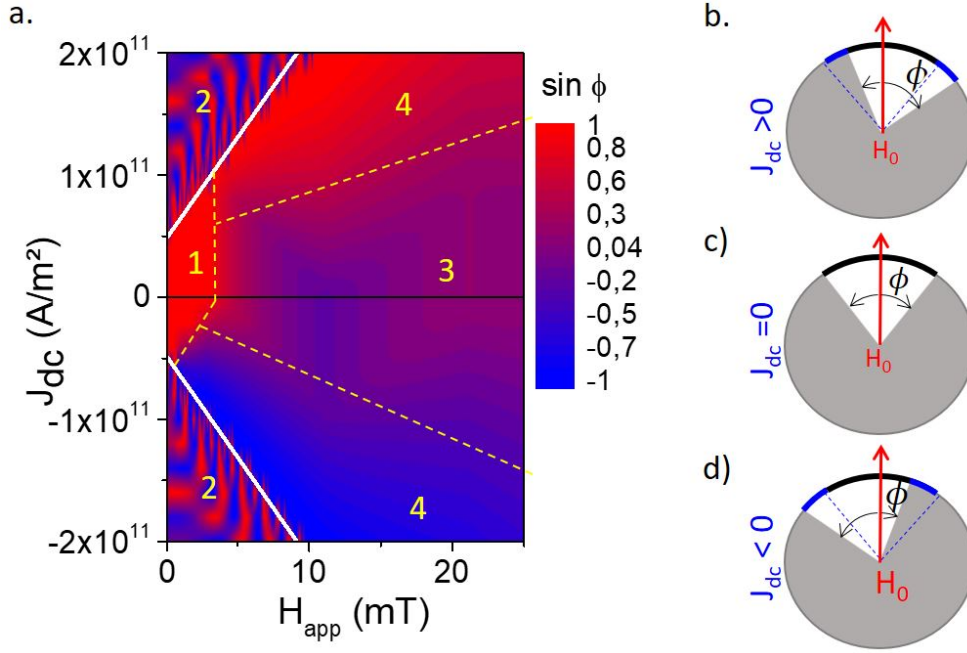 a.
2x10¹¹
1x10¹¹
0
-1x10¹¹
-2x10¹¹
J_dc (A/m²)
0
10
20
H_app (mT)
2
4
1
3
2
4
sin ϕ
1
0,8
0,6
0,3
0,04
-0,2
-0,5
-0,7
-1
b.
J_dc >0
ϕ
H₀
c)
J_dc =0
ϕ
H₀
d)
J_dc < 0
ϕ
H₀